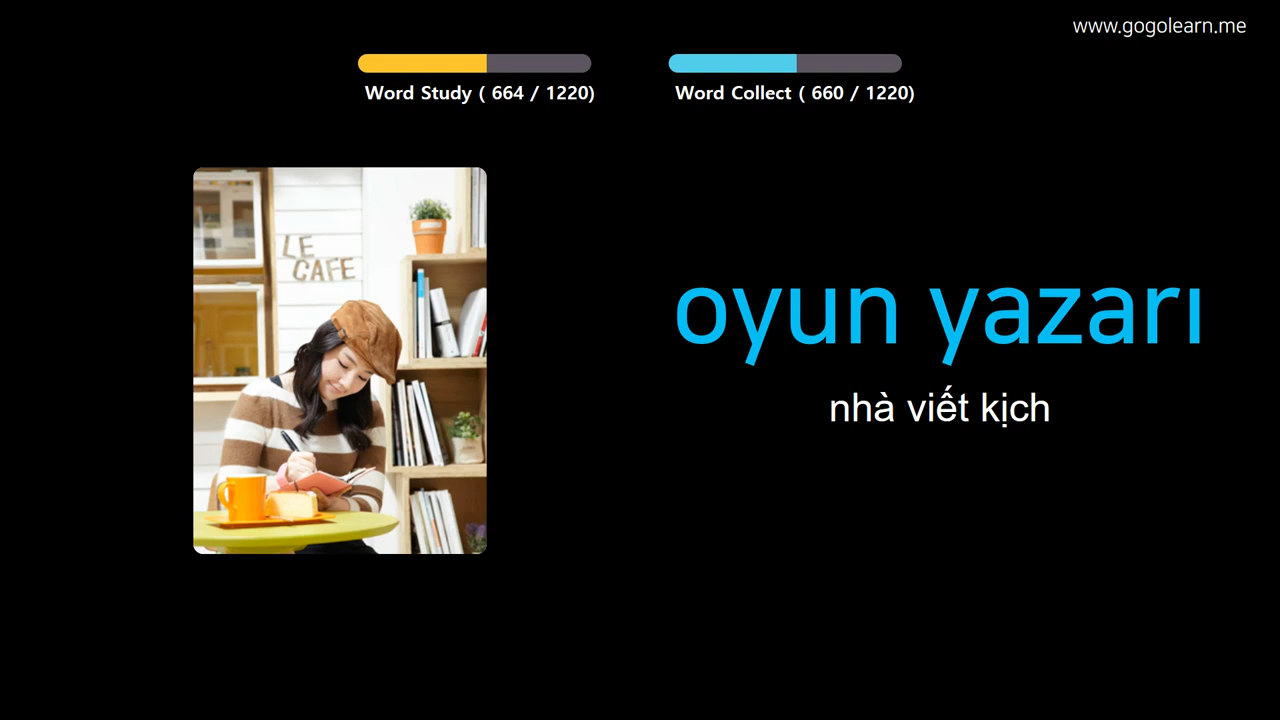 www.gogolearn.me
Word Study ( 664 / 1220)
Word Collect ( 660 / 1220)
LE
CAFE
oyun yazarı
nhà viết kịch